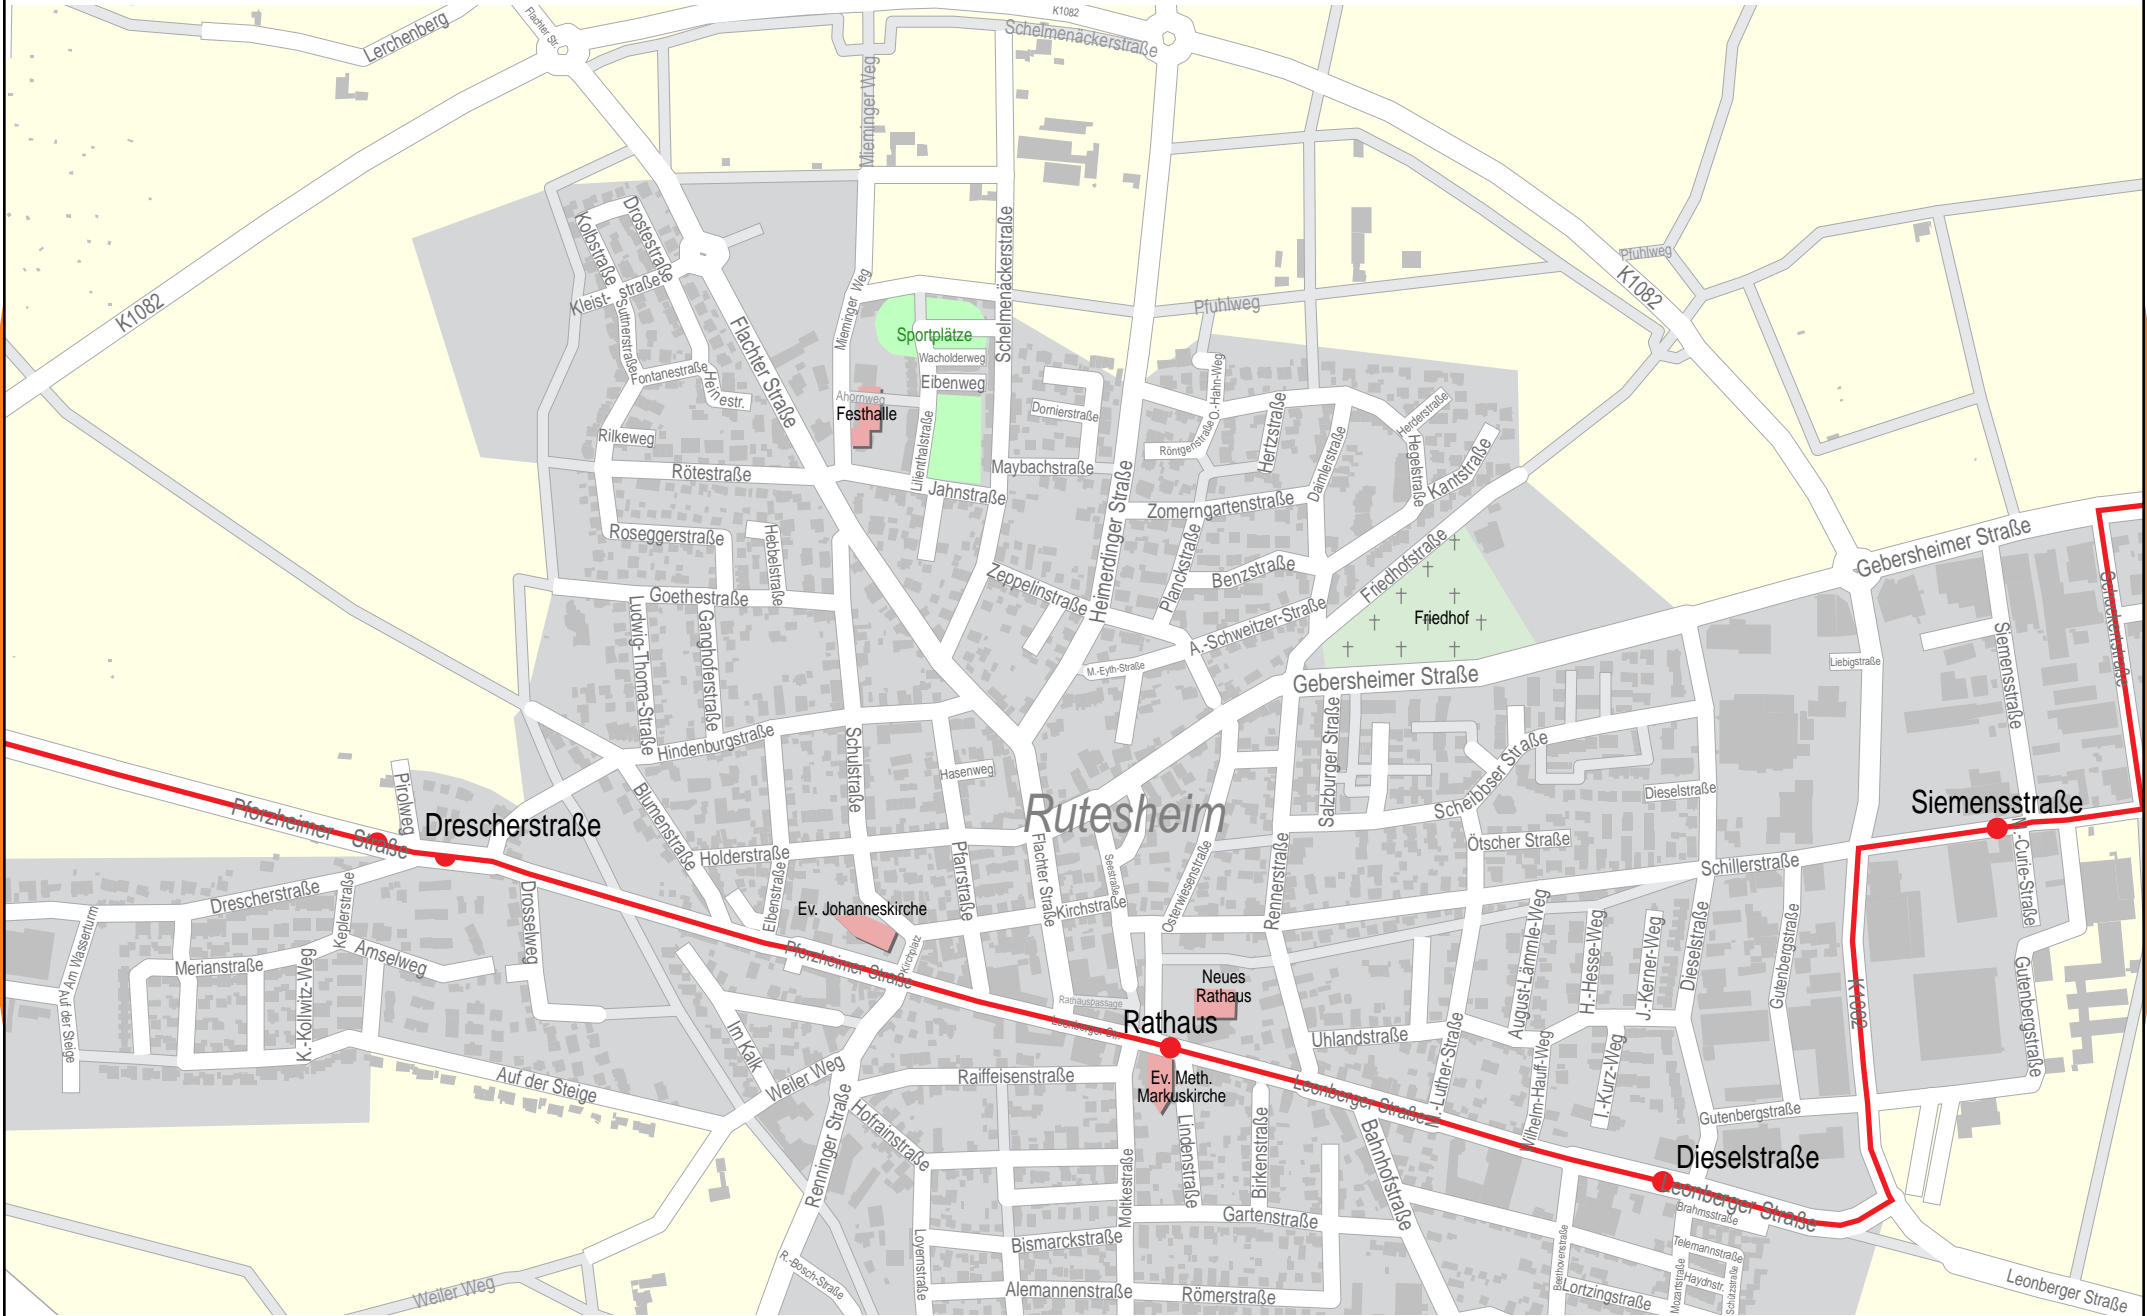 K1082
Flachter Str.
Lerchenberg
Schelmenäckerstraße
Mieminger Weg
Drostestraße
Kolbstraße
Kleist-
straße
Suttnerstraße
Fontanestraße
Heinestr.
Rilkeweg
K1082
Flachter Straße
Mieminger Weg
Sportplätze
Wacholderweg
Eibenweg
Ahornweg
Festhalle
Lilienthalstraße
Schelmenäckerstraße
Pfuhlweg
Pfuhlweg
K1082
Dornierstraße
O.-Hahn-Weg
Röntgenstraße
Hertzstraße
Daimlerstraße
Herderstraße
Hegelstraße
Kantstraße
Rötestraße
Jahnstraße
Maybachstraße
Heimerdinger Straße
Zomerngartenstraße
Roseggerstraße
Hebbelstraße
Goethestraße
Ludwig-Thoma-Straße
Ganghoferstraße
Zeppelinstraße
Planckstraße
Benzstraße
Friedhofstraße
Friedhof
A.-Schweitzer-Straße
M.-Eyth-Straße
Gebersheimer Straße
Gebersheimer Straße
Schuckertstraße
Siemensstraße
Liebigstraße
Hindenburgstraße
Schulstraße
Hasenweg
Salzburger Straße
Scheibbser Straße
Dieselstraße
Rutesheim
Siemensstraße
Pirolweg
Pforzheimer
Straße
Drescherstraße
Blumenstraße
Holderstraße
Elbenstraße
Pfarrstraße
Flachter Straße
Seestraße
Kirchstraße
Osterwiesenstraße
Rennerstraße
Ötscher Straße
Schillerstraße
M.-Curie-Straße
Drescherstraße
Keplerstraße
Drosselweg
Am Wasserturm
Ev. Johanneskirche
Kirchplatz
Pforzheimer Straße
Amselweg
Merianstraße
K.-Kollwitz-Weg
Auf der Steige
Auf der Steige
Im Kalk
Weiler Weg
Rathauspassage
Leonberger Str.
Rathaus
Neues
Rathaus
August-Lämmle-Weg
H.-Hesse-Weg
J.-Kerner-Weg
Dieselstraße
Gutenbergstraße
K1082
Gutenbergstraße
Uhlandstraße
M.-Luther-Straße
Wilhelm-Hauff-Weg
I.-Kurz-Weg
Gutenbergstraße
Raiffeisenstraße
Ev. Meth.
Markuskirche
Leonberger Straße
Renninger Straße
Hofrainstraße
Moltkestraße
Lindenstraße
Birkenstraße
Bahnhofstraße
Dieselstraße
Leonberger Straße
Brahmsstraße
Gartenstraße
Bismarckstraße
Loyernstraße
Beethovenstraße
Telemannstraße
Haydnstr.
Mozartstraße
Schützstraße
R.-Bosch-Straße
Alemannenstraße
Römerstraße
Lortzingstraße
Weiler Weg
Leonberger Straße